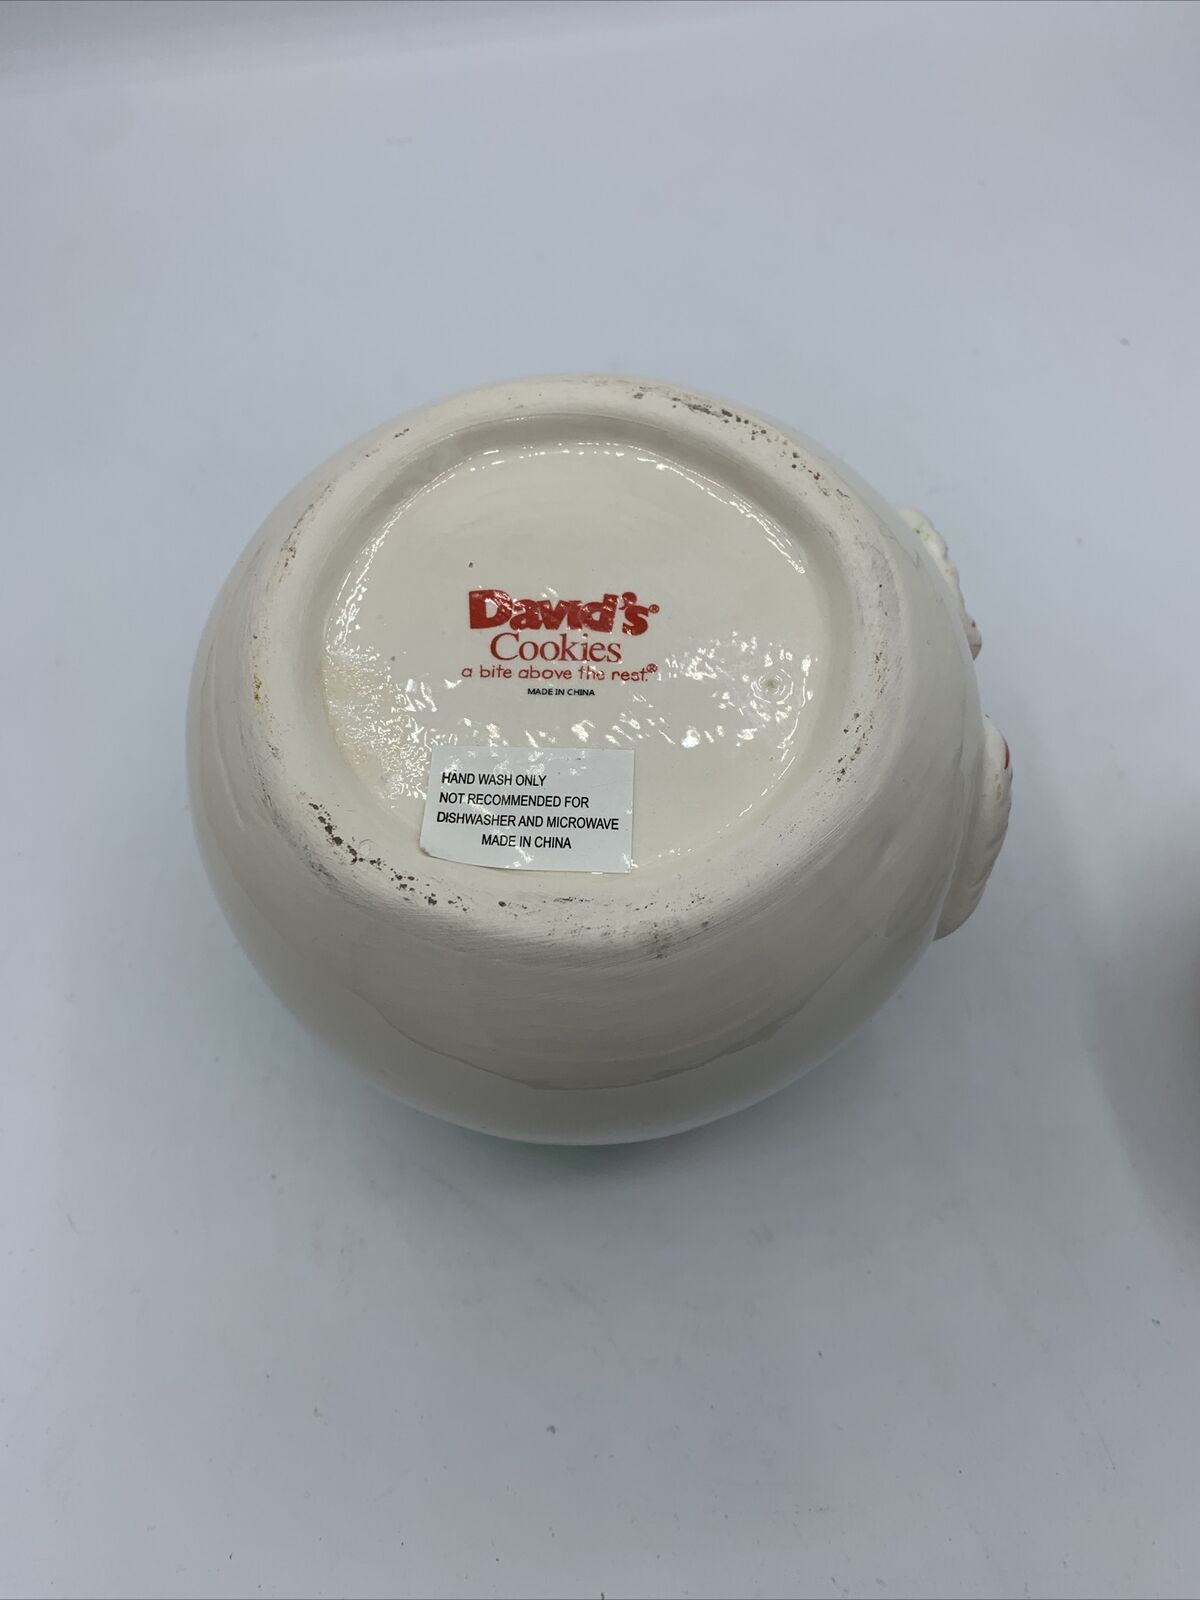 David's®
Cookies
a bite above the rest.®
MADE IN CHINA
HAND WASH ONLY
NOT RECOMMENDED FOR
DISHWASHER AND MICROWAVE
MADE IN CHINA